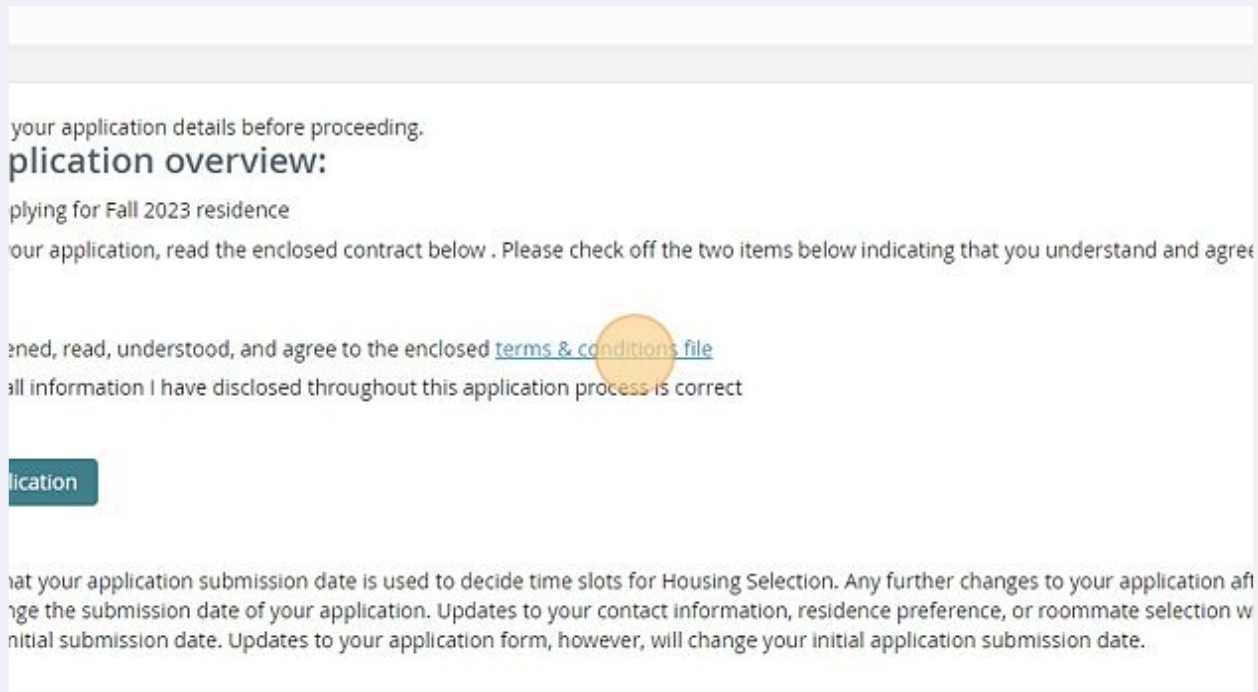 your application details before proceeding.
plication overview:
plying for Fall 2023 residence
our application, read the enclosed contract below . Please check off the two items below indicating that you understand and agree
ened, read, understood, and agree to the enclosed terms & conditions file
all information I have disclosed throughout this application process is correct
lication
hat your application submission date is used to decide time slots for Housing Selection. Any further changes to your application aft
nge the submission date of your application. Updates to your contact information, residence preference, or roommate selection w
nitial submission date. Updates to your application form, however, will change your initial application submission date.